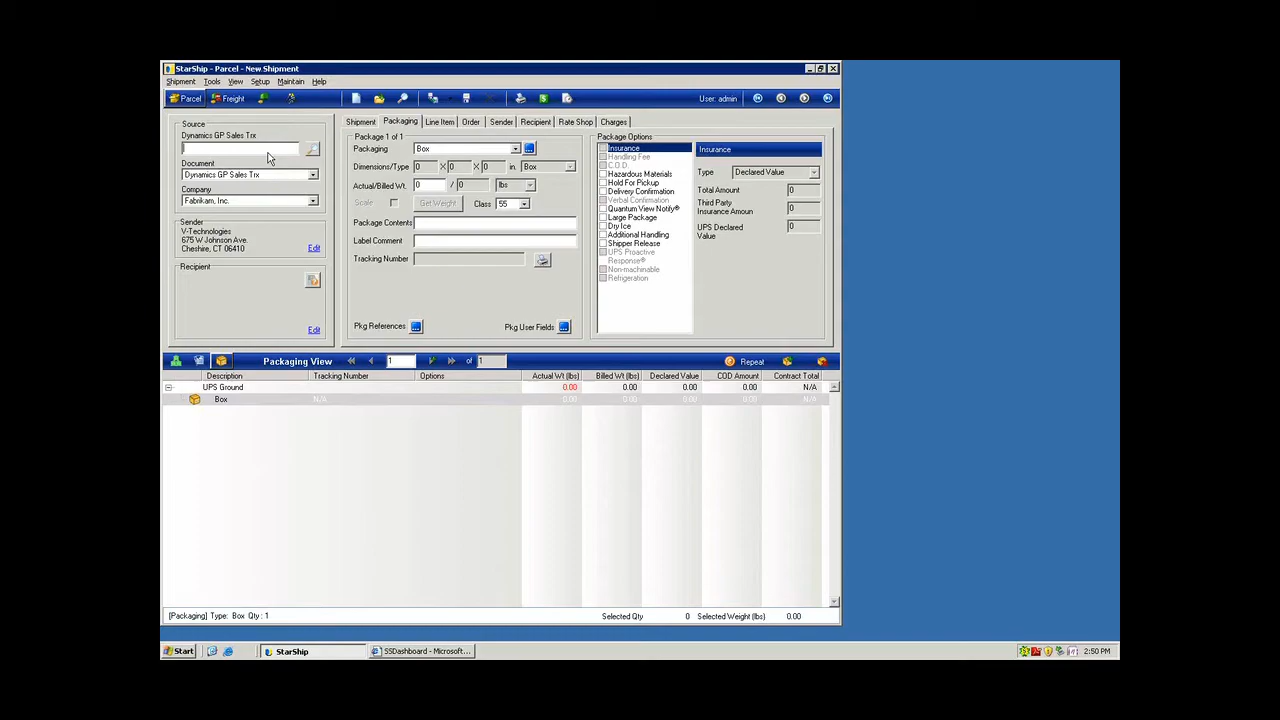 StarShip - Parcel - New Shipment
Shipment Tools View Setup Maintain Help
Parcel Freight User: admin
Source
Dynamics GP Sales Trx
Document
Dynamics GP Sales Trx
Company
Fabrikam, Inc.
Sender
V-Technologies
675 W Johnson Ave.
Cheshire, CT 06410
Edit
Recipient
Edit
Shipment Packaging Line Item Order Sender Recipient Rate Shop Charges
Package 1 of 1
Packaging Box
Dimensions/Type 0 X 0 X 0 in Box
Actual/Billed Wt. 0 / 0 lbs
Scale Get Weight Class 55
Package Contents
Label Comment
Tracking Number
Pkg References Pkg User Fields
Package Options
Insurance
Handling Fee
C.O.D.
Hazardous Materials
Hold For Pickup
Delivery Confirmation
Verbal Confirmation
Quantum View Notify®
Large Package
Dry Ice
Additional Handling
Shipper Release
UPS Proactive
Response®
Non-machinable
Refrigeration
Insurance
Type Declared Value
Total Amount 0
Third Party
Insurance Amoun 0
UPS Declared
Value 0
Packaging View 1 of 1 Repeat
Description Tracking Number Options Actual Wt (lbs) Billed Wt (lbs) Declared Value COD Amount Contract Total
UPS Ground 0.00 0.00 0.00 0.00 N/A
Box N/A 0.00 0.00 0.00 0.00 N/A
[Packaging] Type: Box Qty : 1 Selected Qty 0 Selected Weight (lbs) 0.00
Start StarShip SSDashboard - Microsoft... 2:50 PM